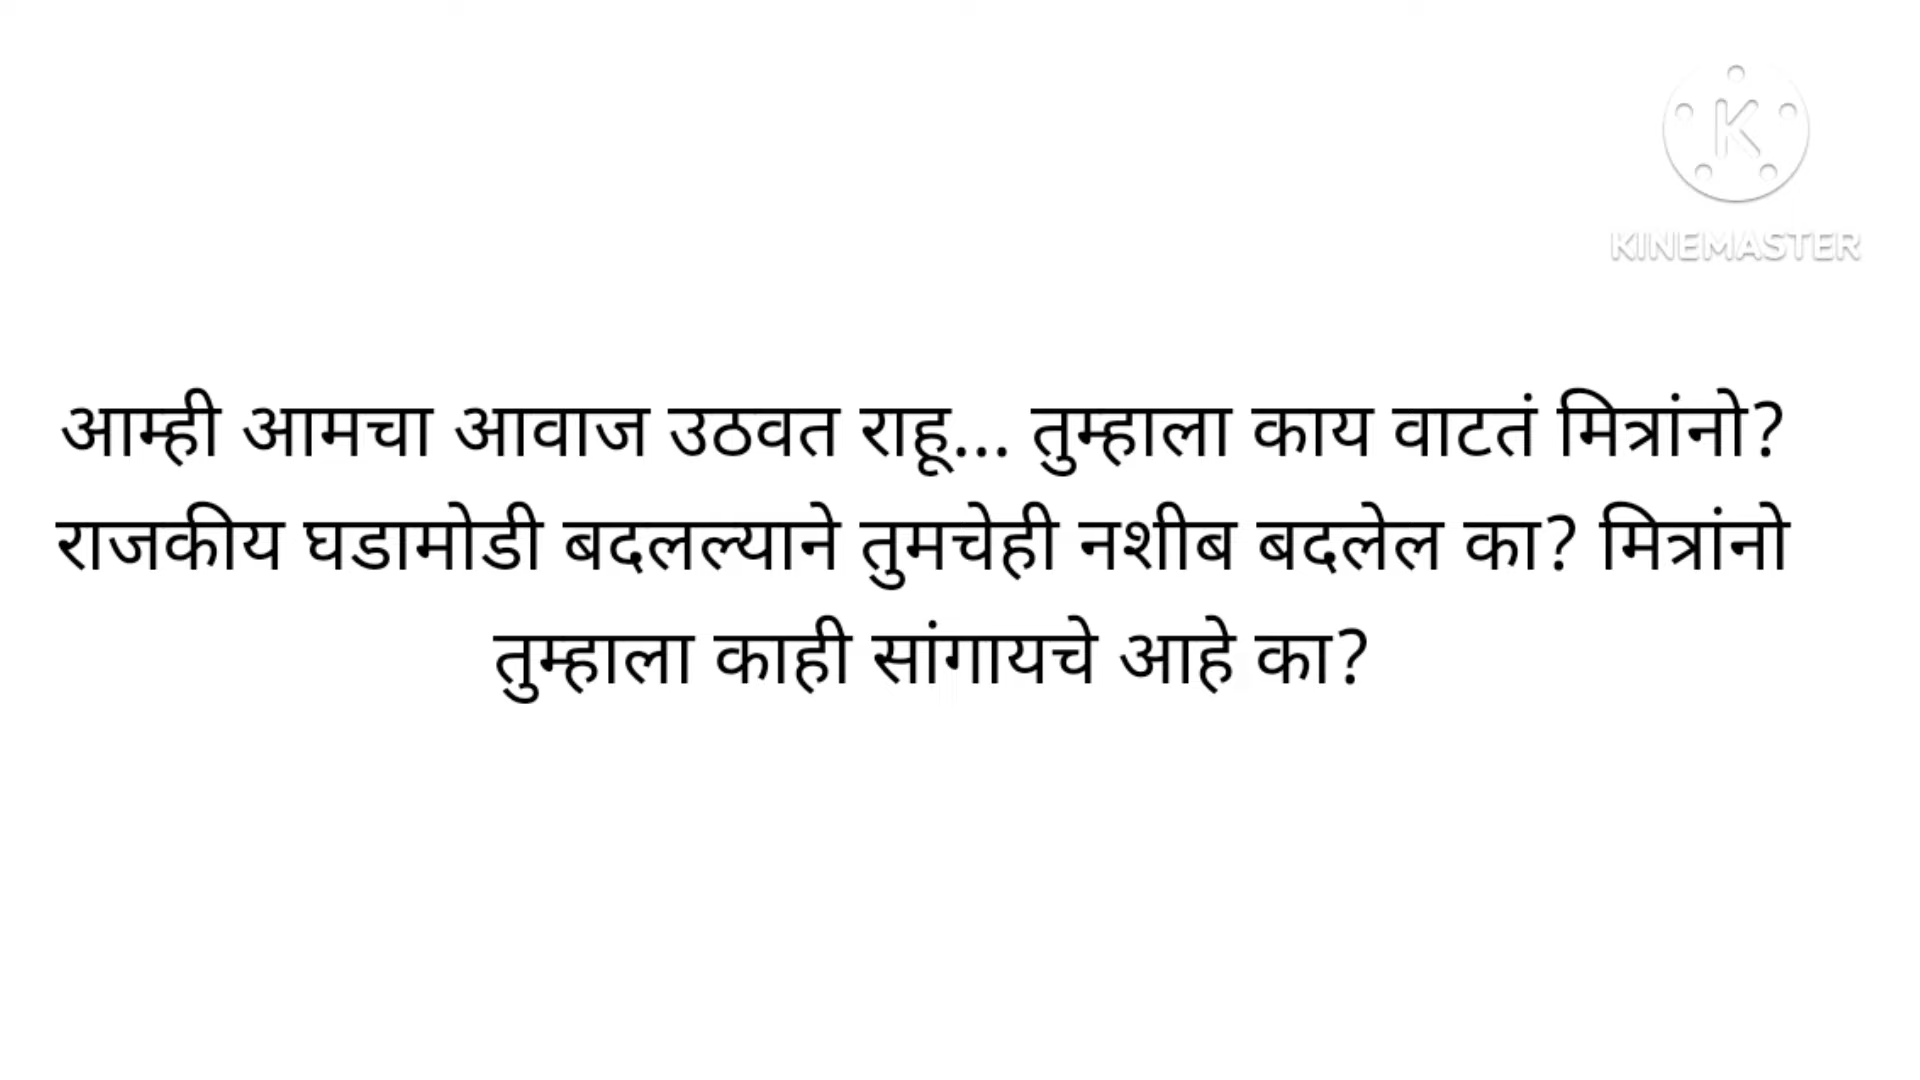 KINEMASTER
आम्ही आमचा आवाज उठवत राहू... तुम्हाला काय वाटतं मित्रांनो?
राजकीय घडामोडी बदलल्याने तुमचेही नशीब बदलेल का? मित्रांनो
तुम्हाला काही सांगायचे आहे का?